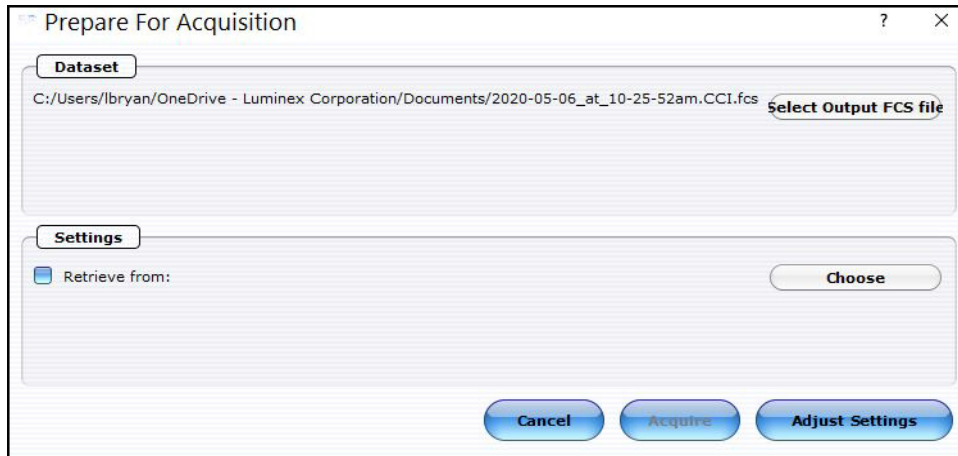 Prepare For Acquisition
?
Dataset
C:/Users/lbryan/OneDrive - Luminex Corporation/Documents/2020-05-06_at_10-25-52am.CCI.fcs
Select Output FCS file
Settings
Retrieve from:
Choose
Cancel
Acquire
Adjust Settings